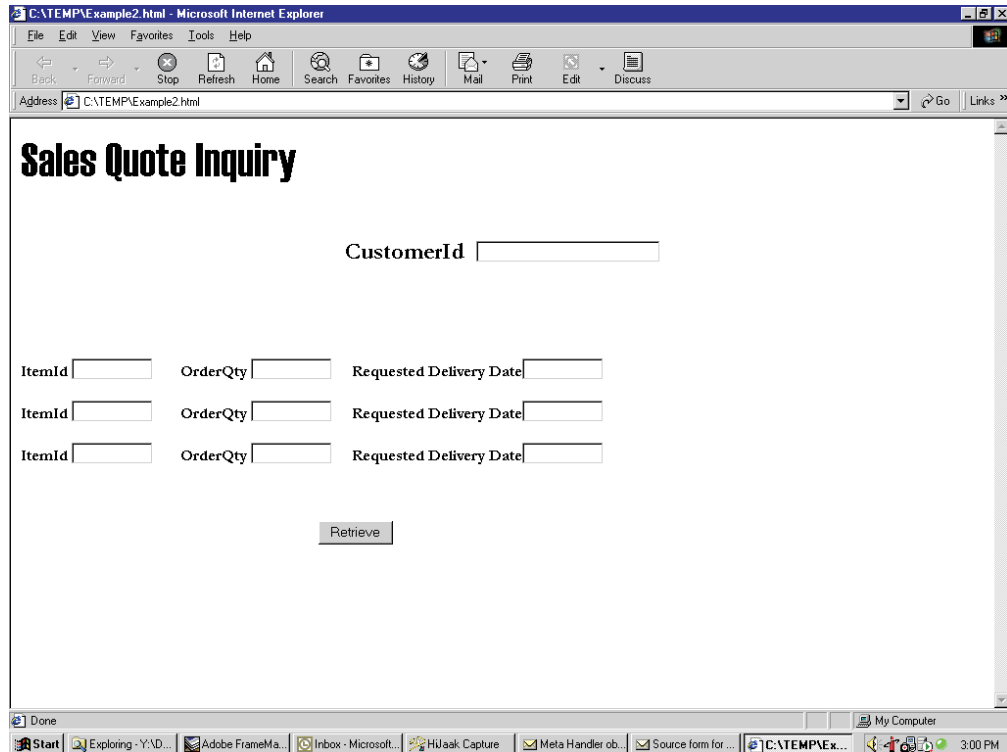 C:\TEMP\Example2.html - Microsoft Internet Explorer
File Edit View Favorites Tools Help
Back Forward Stop Refresh Home Search Favorites History Mail Print Edit Discuss
Address C:\TEMP\Example2.html Go Links »
Sales Quote Inquiry
CustomerId
ItemId OrderQty Requested Delivery Date
ItemId OrderQty Requested Delivery Date
ItemId OrderQty Requested Delivery Date
Retrieve
Done My Computer
Start Exploring - Y:\D... Adobe FrameMa... Inbox - Microsoft... HiJaak Capture Meta Handler ob... Source form for ... C:\TEMP\Ex... 3:00 PM